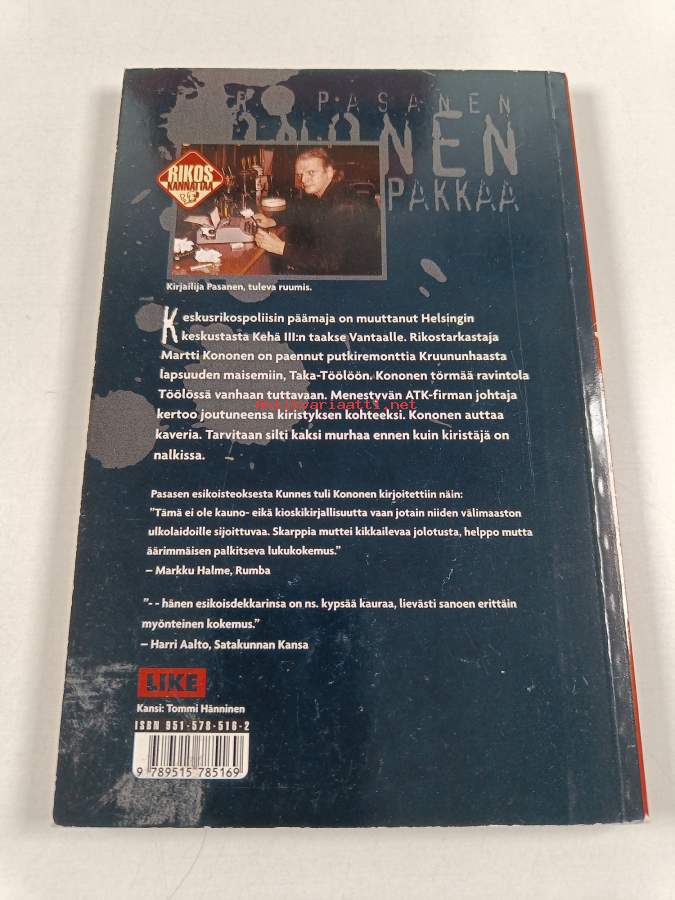 PASANEN
NEN
PAKKAA
RIKOS
KANNATTAA
Kirjailija Pasanen, tuleva ruumis.
Keskusrikospoliisin päämaja on muuttanut Helsingin
keskustasta Kehä III:n taakse Vantaalle. Rikostarkastaja
Martti Kononen on paennut putkiremonttia Kruununhaasta
lapsuuden maisemiin, Taka-Töölöön. Kononen törmää ravintola
Töölössä vanhaan tuttavaan. Menestyvän ATK-firman johtaja
antikvariaatti.net
kertoo joutuneensa kiristyksen kohteeksi. Kononen auttaa
kaveria. Tarvitaan silti kaksi murhaa ennen kuin kiristäjä on
nalkissa.
Pasasen esikoisteoksesta Kunnes tuli Kononen kirjoitettiin näin:
"Tämä ei ole kauno- eikä kioskikirjallisuutta vaan jotain niiden välimaaston
ulkolaidoille sijoittuvaa. Skarppia muttei kikkailevaa jolotusta, helppo mutta
äärimmäisen palkitseva lukukokemus."
– Markku Halme, Rumba
"- - hänen esikoisdekkarinsa on ns. kypsää kauraa, lievästi sanoen erittäin
myönteinen kokemus."
– Harri Aalto, Satakunnan Kansa
LIKE
Kansi: Tommi Hänninen
ISBN 951-578-516-2
9 789515 785169